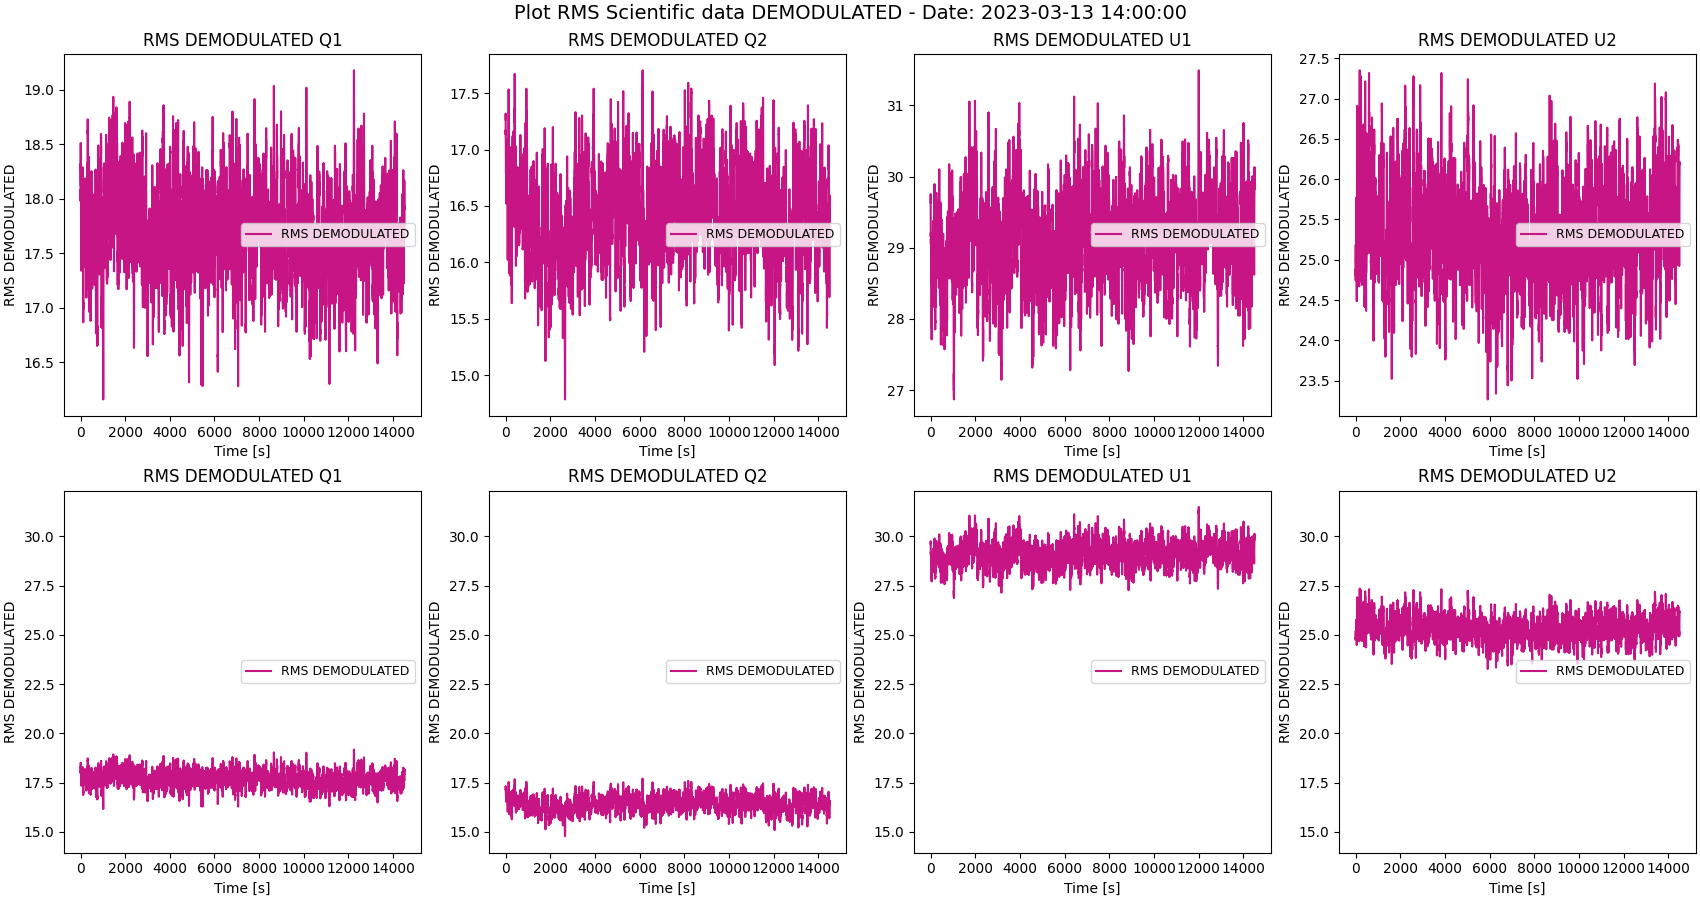 Plot RMS Scientific data DEMODULATED - Date: 2023-03-13 14:00:00
RMS DEMODULATED Q1
RMS DEMODULATED
19.0
18.5
18.0
17.5
17.0
16.5
RMS DEMODULATED
0 2000 4000 6000 8000 10000 12000 14000
Time [s]
RMS DEMODULATED Q2
RMS DEMODULATED
17.5
17.0
16.5
16.0
15.5
15.0
RMS DEMODULATED
0 2000 4000 6000 8000 10000 12000 14000
Time [s]
RMS DEMODULATED U1
RMS DEMODULATED
31
30
29
28
27
RMS DEMODULATED
0 2000 4000 6000 8000 10000 12000 14000
Time [s]
RMS DEMODULATED U2
RMS DEMODULATED
27.5
27.0
26.5
26.0
25.5
25.0
24.5
24.0
23.5
RMS DEMODULATED
0 2000 4000 6000 8000 10000 12000 14000
Time [s]
RMS DEMODULATED Q1
RMS DEMODULATED
30.0
27.5
25.0
22.5
20.0
17.5
15.0
RMS DEMODULATED
0 2000 4000 6000 8000 10000 12000 14000
Time [s]
RMS DEMODULATED Q2
RMS DEMODULATED
30.0
27.5
25.0
22.5
20.0
17.5
15.0
RMS DEMODULATED
0 2000 4000 6000 8000 10000 12000 14000
Time [s]
RMS DEMODULATED U1
RMS DEMODULATED
30.0
27.5
25.0
22.5
20.0
17.5
15.0
RMS DEMODULATED
0 2000 4000 6000 8000 10000 12000 14000
Time [s]
RMS DEMODULATED U2
RMS DEMODULATED
30.0
27.5
25.0
22.5
20.0
17.5
15.0
RMS DEMODULATED
0 2000 4000 6000 8000 10000 12000 14000
Time [s]